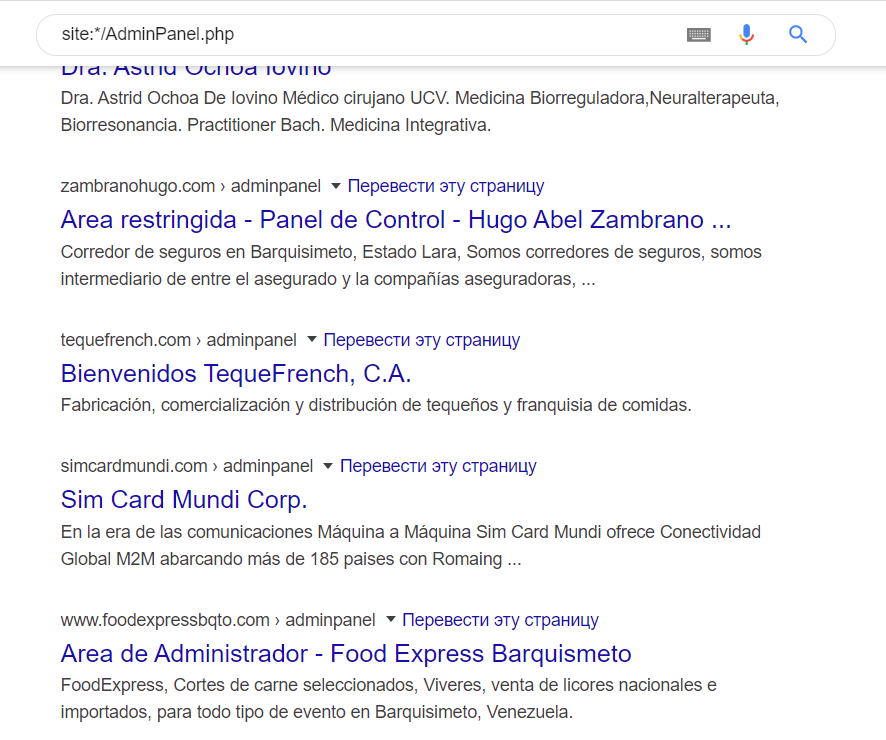 site:*/AdminPanel.php
Dra. Astrid Ochoa Iovino
Dra. Astrid Ochoa De Iovino Médico cirujano UCV. Medicina Biorreguladora,Neuralterapeuta,
Biorresonancia. Practitioner Bach. Medicina Integrativa.
zambranohugo.com › adminpanel ▼ Перевести эту страницу
Area restringida - Panel de Control - Hugo Abel Zambrano ...
Corredor de seguros en Barquisimeto, Estado Lara, Somos corredores de seguros, somos
intermediario de entre el asegurado y la compañías aseguradoras, ...
tequefrench.com › adminpanel ▼ Перевести эту страницу
Bienvenidos TequeFrench, C.A.
Fabricación, comercialización y distribución de tequeños y franquisia de comidas.
simcardmundi.com › adminpanel ▼ Перевести эту страницу
Sim Card Mundi Corp.
En la era de las comunicaciones Máquina a Máquina Sim Card Mundi ofrece Conectividad
Global M2M abarcando más de 185 paises con Romaing ...
www.foodexpressbqto.com › adminpanel ▼ Перевести эту страницу
Area de Administrador - Food Express Barquismeto
FoodExpress, Cortes de carne seleccionados, Viveres, venta de licores nacionales e
importados, para todo tipo de evento en Barquisimeto, Venezuela.